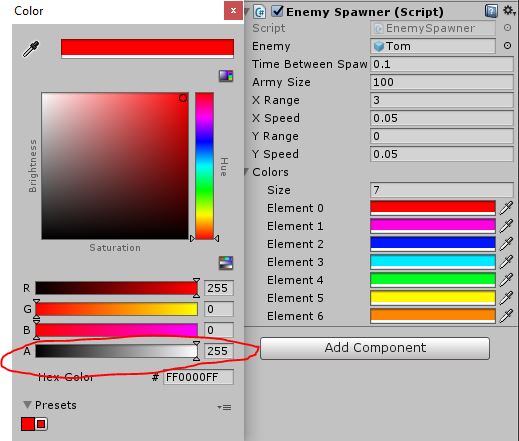 Color
Brightness
Hue
Saturation
R 255
G 0
B 0
A 255
Hex Color # FF0000FF
Presets
Enemy Spawner (Script)
Script EnemySpawner
Enemy Tom
Time Between Spaw 0.1
Army Size 100
X Range 3
X Speed 0.05
Y Range 0
Y Speed 0.05
Colors
Size 7
Element 0
Element 1
Element 2
Element 3
Element 4
Element 5
Element 6
Add Component